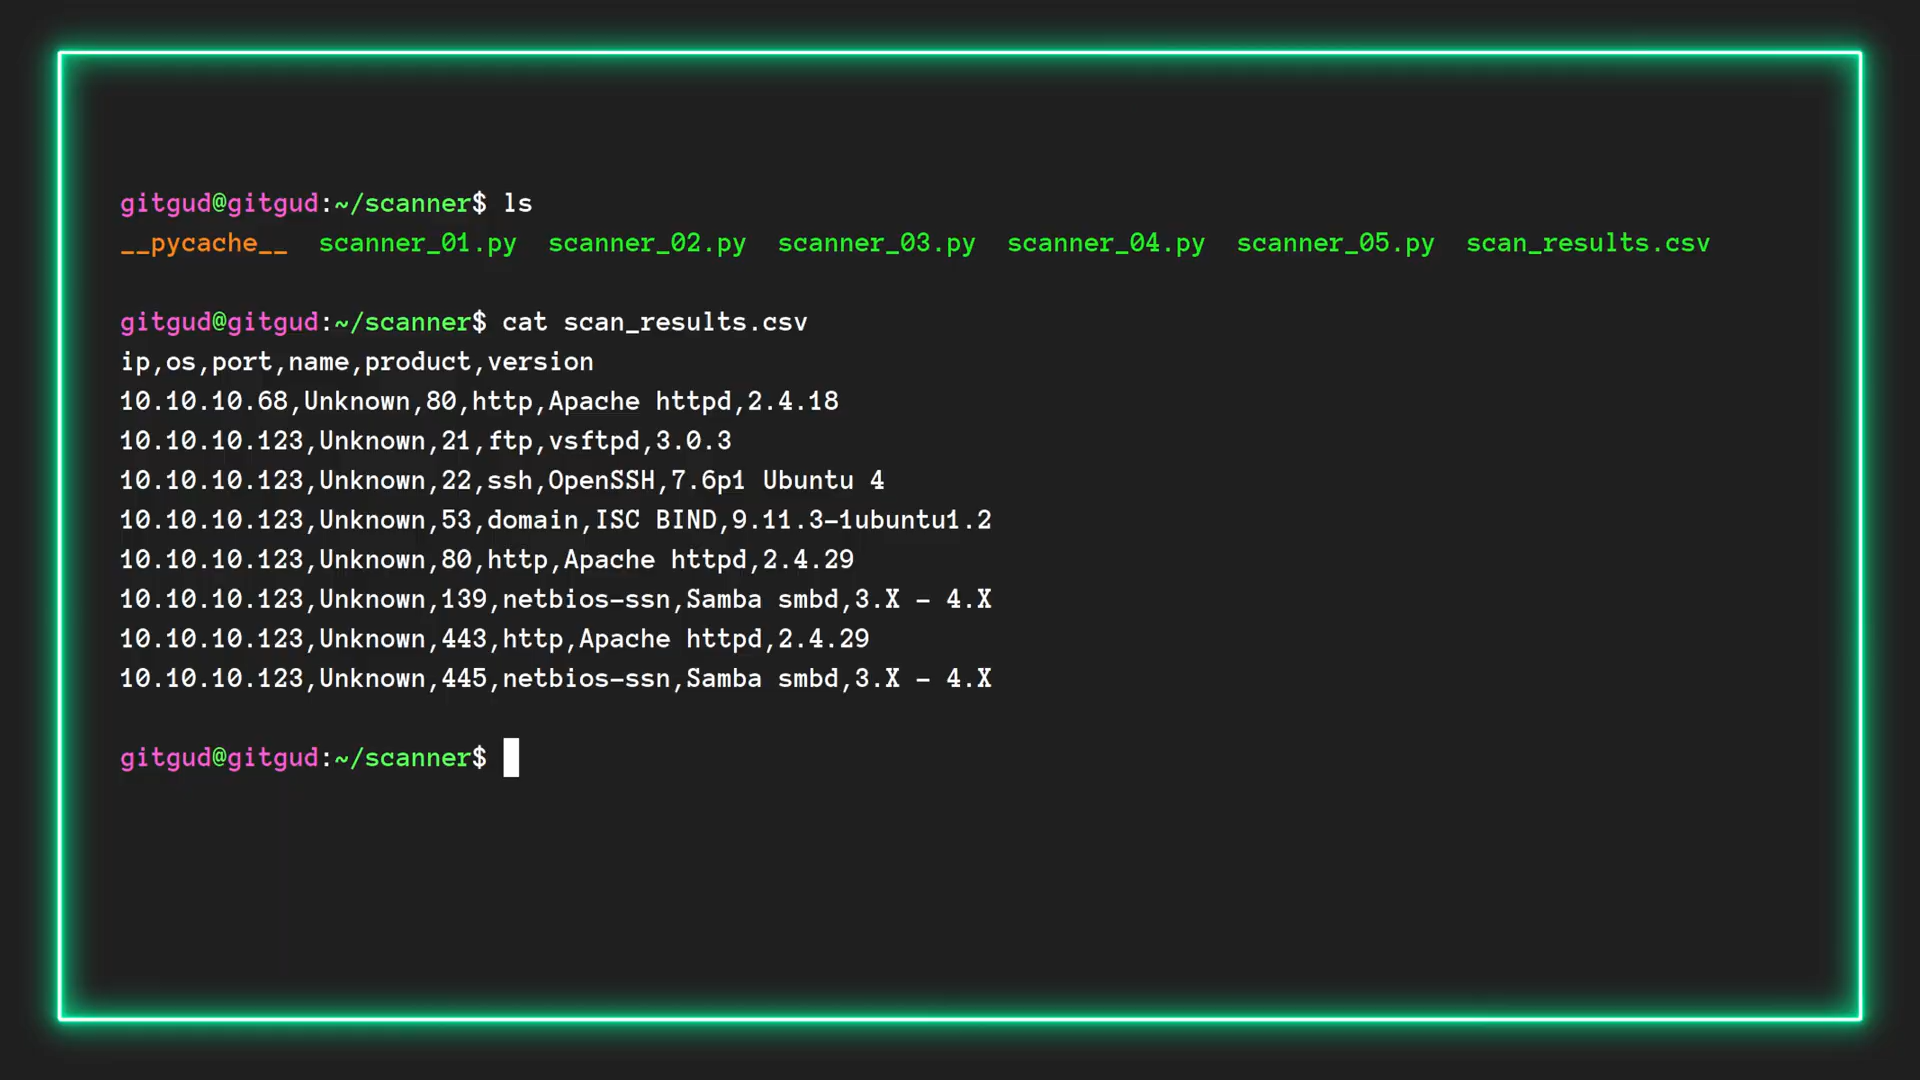 gitgud@gitgud:~/scanner$ ls
__pycache__  scanner_01.py  scanner_02.py  scanner_03.py  scanner_04.py  scanner_05.py  scan_results.csv
gitgud@gitgud:~/scanner$ cat scan_results.csv
ip,os,port,name,product,version
10.10.10.68,Unknown,80,http,Apache httpd,2.4.18
10.10.10.123,Unknown,21,ftp,vsftpd,3.0.3
10.10.10.123,Unknown,22,ssh,OpenSSH,7.6p1 Ubuntu 4
10.10.10.123,Unknown,53,domain,ISC BIND,9.11.3-1ubuntu1.2
10.10.10.123,Unknown,80,http,Apache httpd,2.4.29
10.10.10.123,Unknown,139,netbios-ssn,Samba smbd,3.X - 4.X
10.10.10.123,Unknown,443,http,Apache httpd,2.4.29
10.10.10.123,Unknown,445,netbios-ssn,Samba smbd,3.X - 4.X
gitgud@gitgud:~/scanner$